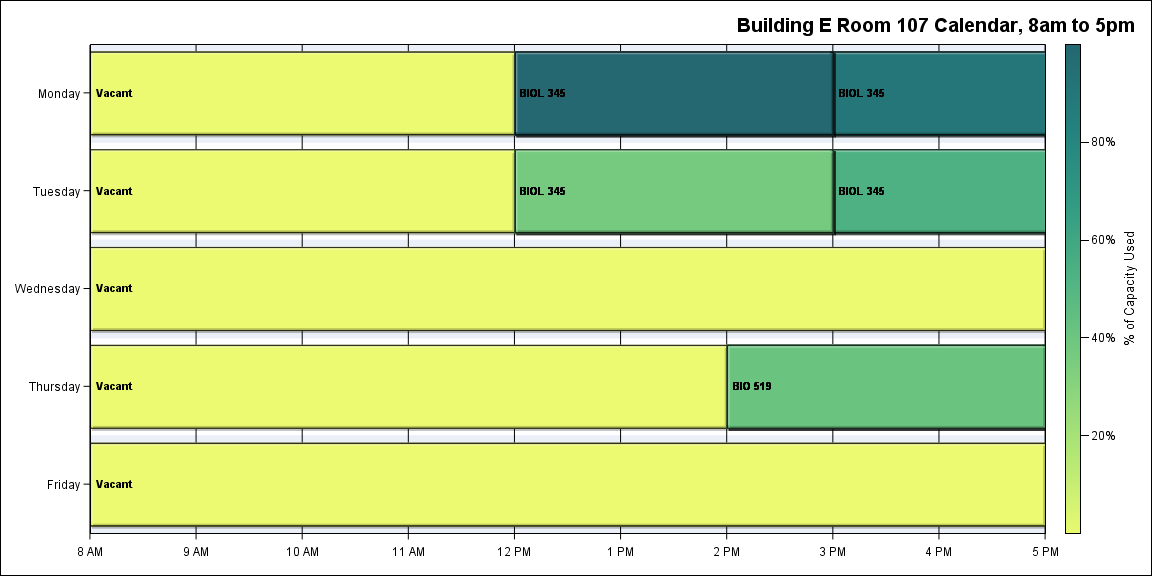 Building E Room 107 Calendar, 8am to 5pm
Monday
Vacant
BIOL 345
BIOL 345
Tuesday
Vacant
BIOL 345
BIOL 345
Wednesday
Vacant
Thursday
Vacant
BIO 519
Friday
Vacant
8 AM
9 AM
10 AM
11 AM
12 PM
1 PM
2 PM
3 PM
4 PM
5 PM
80%
60%
40%
20%
% of Capacity Used